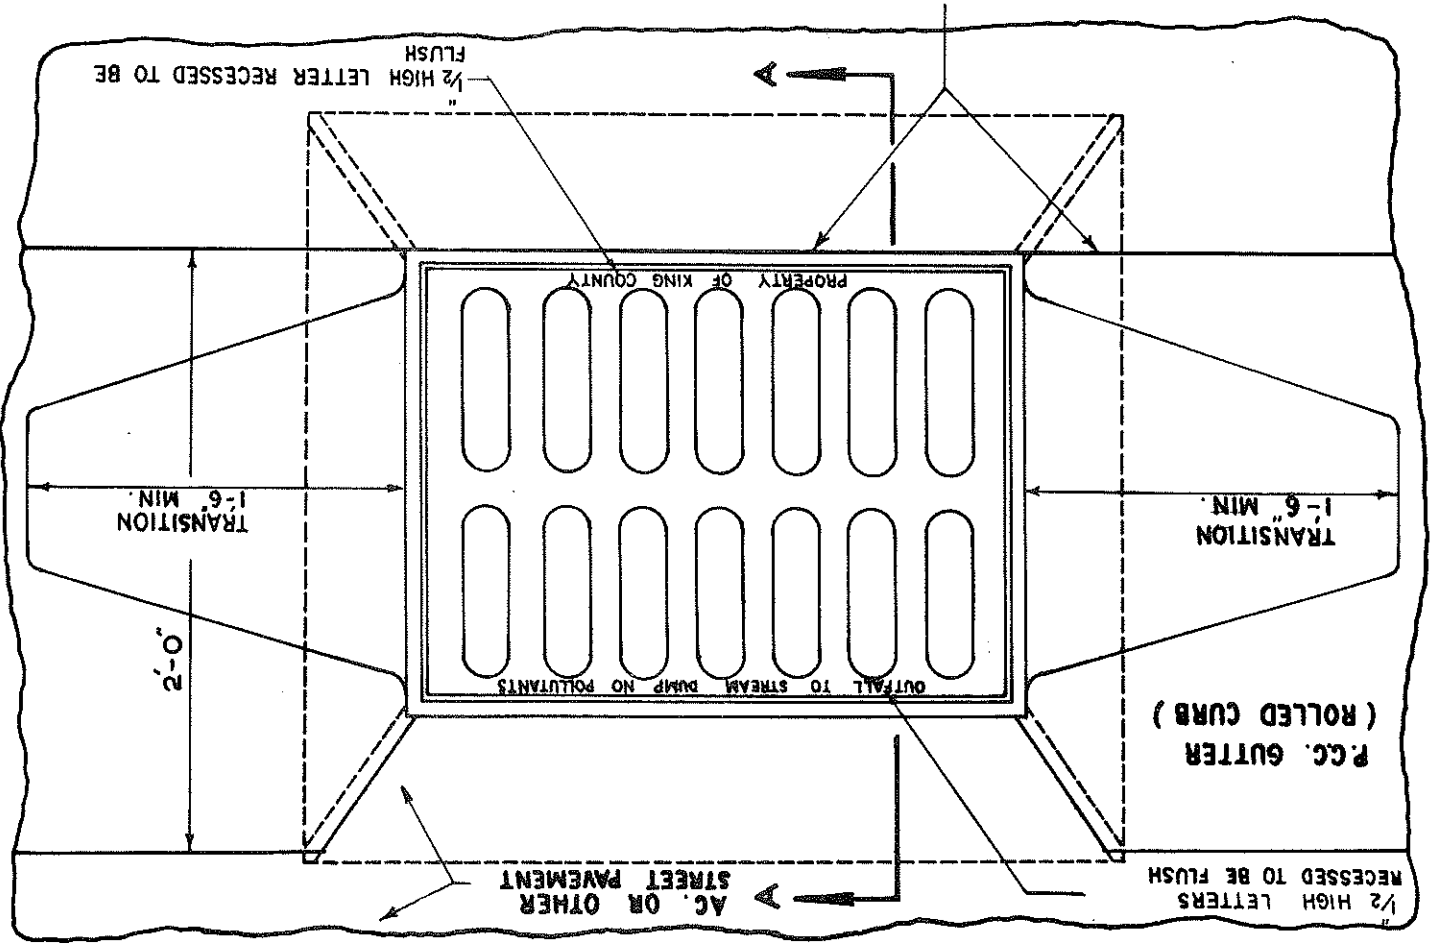 ½" HIGH LETTERS
RECESSED TO BE FLUSH
A
AC. OR OTHER
STREET PAVEMENT
P.C.C. GUTTER
( ROLLED CURB )
2'-0"
OUTFALL TO STREAM DUMP NO POLLUTANTS
TRANSITION
1'-6" MIN.
TRANSITION
1'-6" MIN.
PROPERTY OF KING COUNTY
A
½" HIGH LETTER RECESSED TO BE
FLUSH